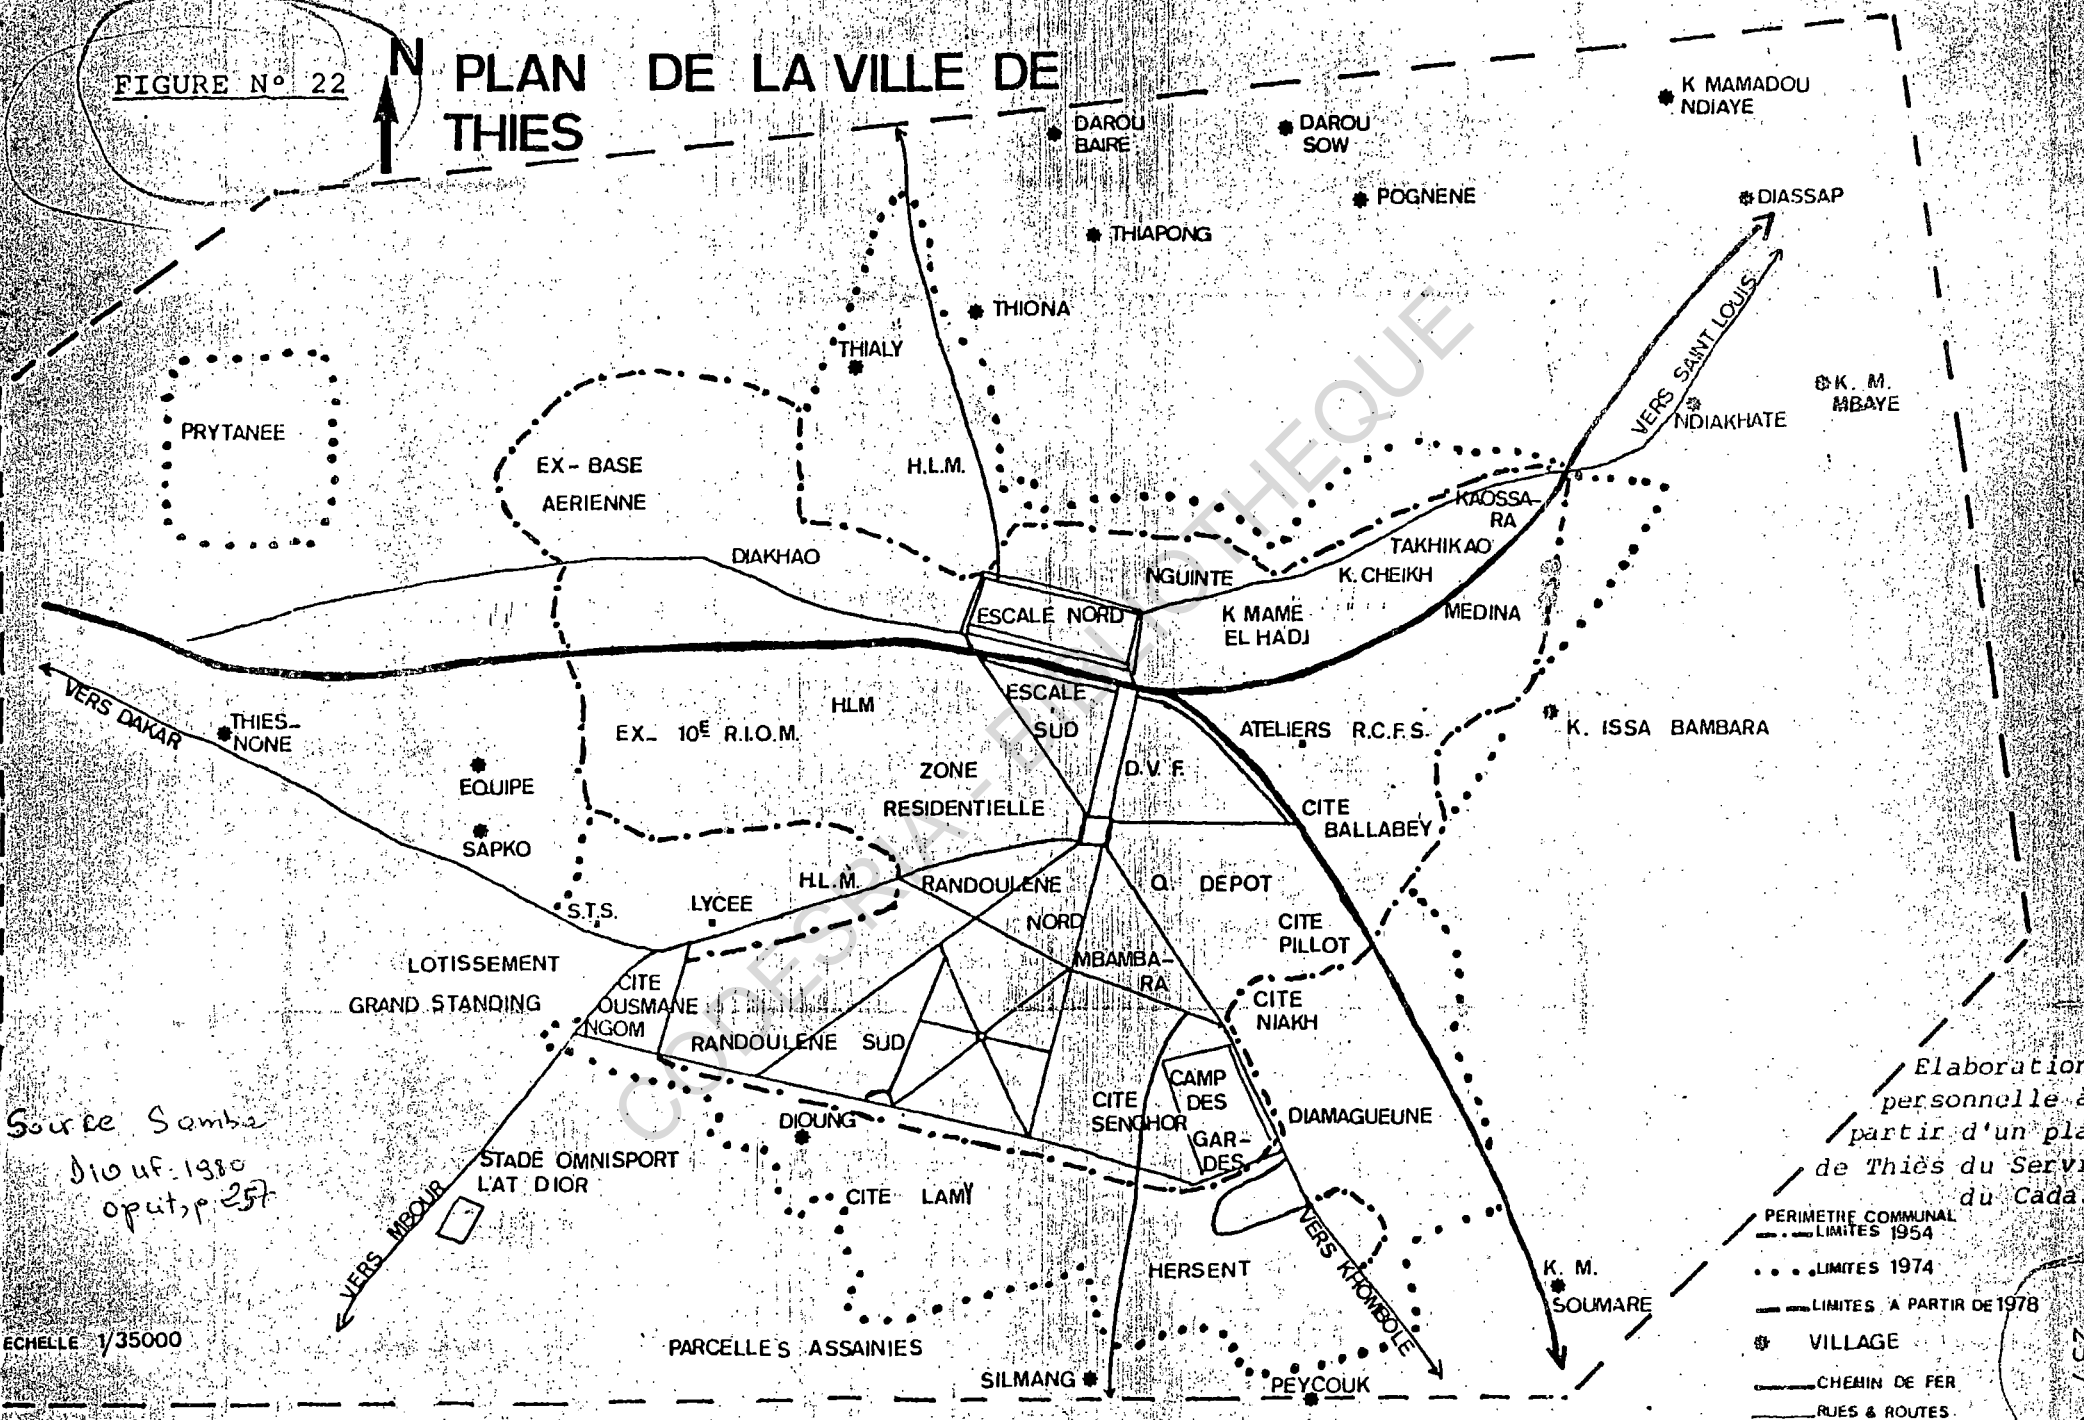 FIGURE N° 22
N
PLAN DE LA VILLE DE
THIES
K MAMADOU
NDIAYE
DAROU
BAIRE
DAROU
SOW
POGNENE
DIASSAP
THIAPONG
THIONA
THIALY
VERS SAINT LOUIS
K. M.
MBAYE
NDIAKHATE
PRYTANEE
EX-BASE
AERIENNE
H.L.M.
KAOSSA-
RA
TAKHIKAO
DIAKHAO
NGUINTE
K. CHEIKH
ESCALE NORD
K MAME
EL HADJ
MEDINA
VERS DAKAR
THIES-
NONE
HLM
ESCALE
SUD
EX- 10E R.I.O.M.
ATELIERS R.C.F.S.
K. ISSA BAMBARA
EQUIPE
ZONE
RESIDENTIELLE
D.V.F.
CITE
BALLABEY
SAPKO
H.L.M.
RANDOULENE
NORD
Q. DEPOT
S.T.S.
LYCEE
CITE
PILLOT
LOTISSEMENT
GRAND STANDING
CITE
OUSMANE
NGOM
MBAMBA-
RA
CITE
NIAKH
RANDOULENE SUD
CAMP
DES
GAR-
DES
CITE
SENGHOR
DIAMAGUEUNE
DIOUNG
STADE OMNISPORT
LAT DIOR
CITE LAMY
VERS MBOUR
HERSENT
VERS KHOMBOLE
K. M.
SOUMARE
PARCELLES ASSAINIES
SILMANG
PEYCOUK
Source Samba
Diouf. 1980
opcit, p. 257
ECHELLE 1/35000
Elaboration
personnelle à
partir d'un pla
de Thiès du Servi
du Cada
PERIMETRE COMMUNAL
LIMITES 1954
LIMITES 1974
LIMITES A PARTIR DE 1978
VILLAGE
CHEMIN DE FER
RUES & ROUTES
CODESRIA - BIBLIOTHEQUE